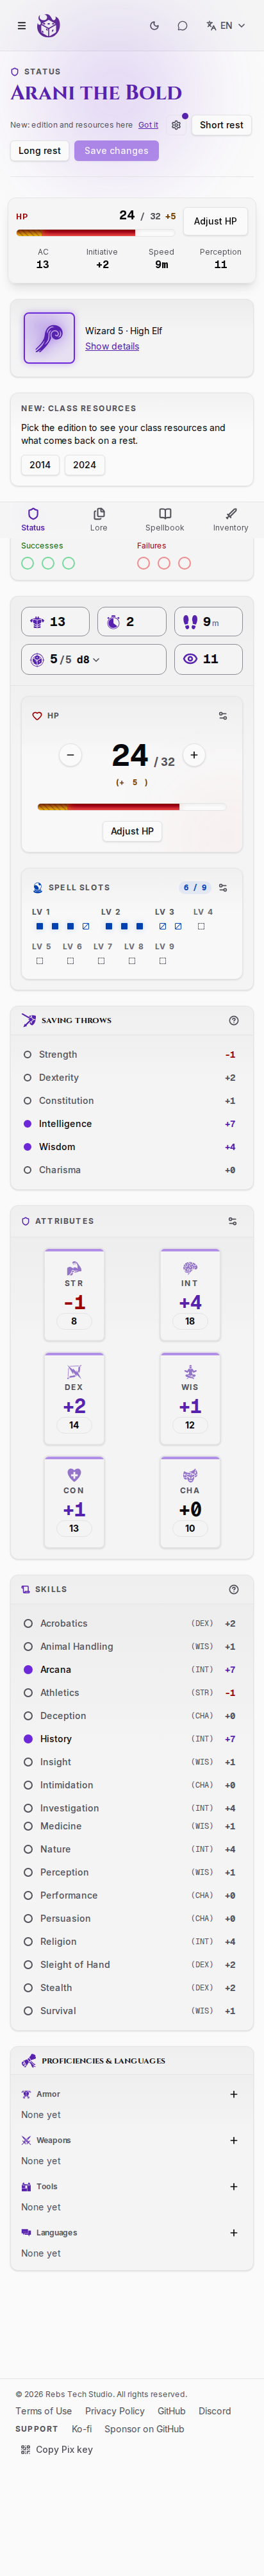 EN
STATUS
ARANI THE BOLD
New: edition and resources here Got it
Short rest
Long rest
Save changes
HP
24 / 32 +5
Adjust HP
AC Initiative Speed Perception
13 +2 9m 11
Wizard 5 · High Elf
Show details
NEW: CLASS RESOURCES
Pick the edition to see your class resources and
what comes back on a rest.
2014 2024
Status Lore Spellbook Inventory
Successes Failures
13 2 9m
5/5 d8 11
HP
− 24 /32 +
(+ 5 )
Adjust HP
SPELL SLOTS 6 / 9
LV 1 LV 2 LV 3 LV 4
LV 5 LV 6 LV 7 LV 8 LV 9
SAVING THROWS
Strength -1
Dexterity +2
Constitution +1
Intelligence +7
Wisdom +4
Charisma +0
ATTRIBUTES
STR INT
-1 +4
8 18
DEX WIS
+2 +1
14 12
CON CHA
+1 +0
13 10
SKILLS
Acrobatics (DEX) +2
Animal Handling (WIS) +1
Arcana (INT) +7
Athletics (STR) -1
Deception (CHA) +0
History (INT) +7
Insight (WIS) +1
Intimidation (CHA) +0
Investigation (INT) +4
Medicine (WIS) +1
Nature (INT) +4
Perception (WIS) +1
Performance (CHA) +0
Persuasion (CHA) +0
Religion (INT) +4
Sleight of Hand (DEX) +2
Stealth (DEX) +2
Survival (WIS) +1
PROFICIENCIES & LANGUAGES
Armor +
None yet
Weapons +
None yet
Tools +
None yet
Languages +
None yet
© 2026 Rebs Tech Studio. All rights reserved.
Terms of Use Privacy Policy GitHub Discord
SUPPORT Ko-fi Sponsor on GitHub
Copy Pix key